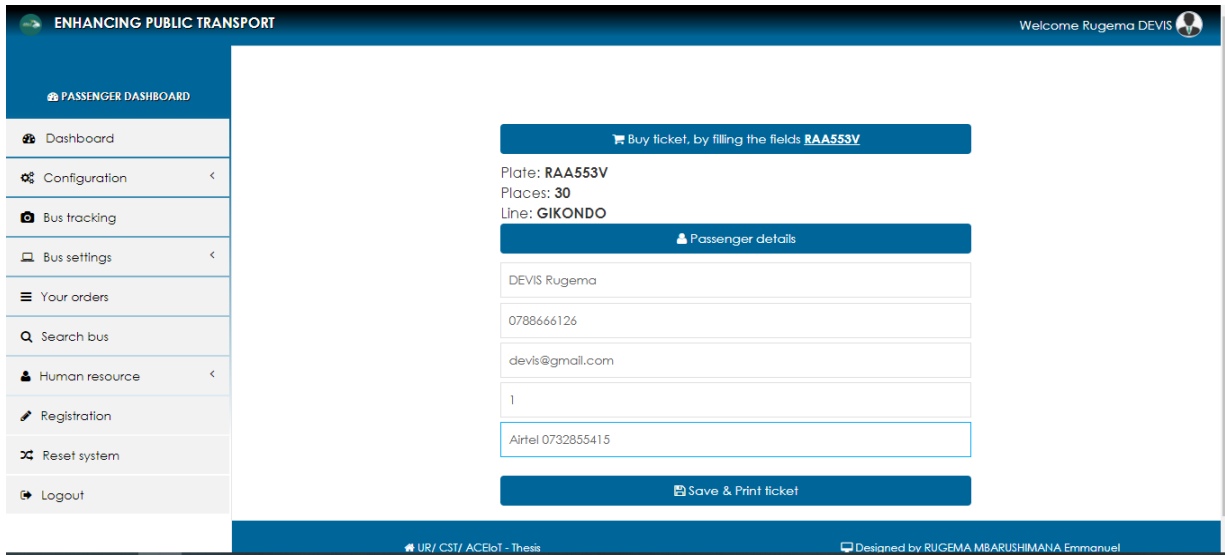 ENHANCING PUBLIC TRANSPORT
Welcome Rugema DEVIS
PASSENGER DASHBOARD
Dashboard
Configuration
Bus tracking
Bus settings
Your orders
Search bus
Human resource
Registration
Reset system
Logout
Buy ticket, by filling the fields RAA553V
Plate: RAA553V
Places: 30
Line: GIKONDO
Passenger details
DEVIS Rugema
0788666126
devis@gmail.com
1
Airtel 0732855415
Save & Print ticket
UR/ CST/ ACEIoT - Thesis
Designed by RUGEMA MBARUSHIMANA Emmanuel